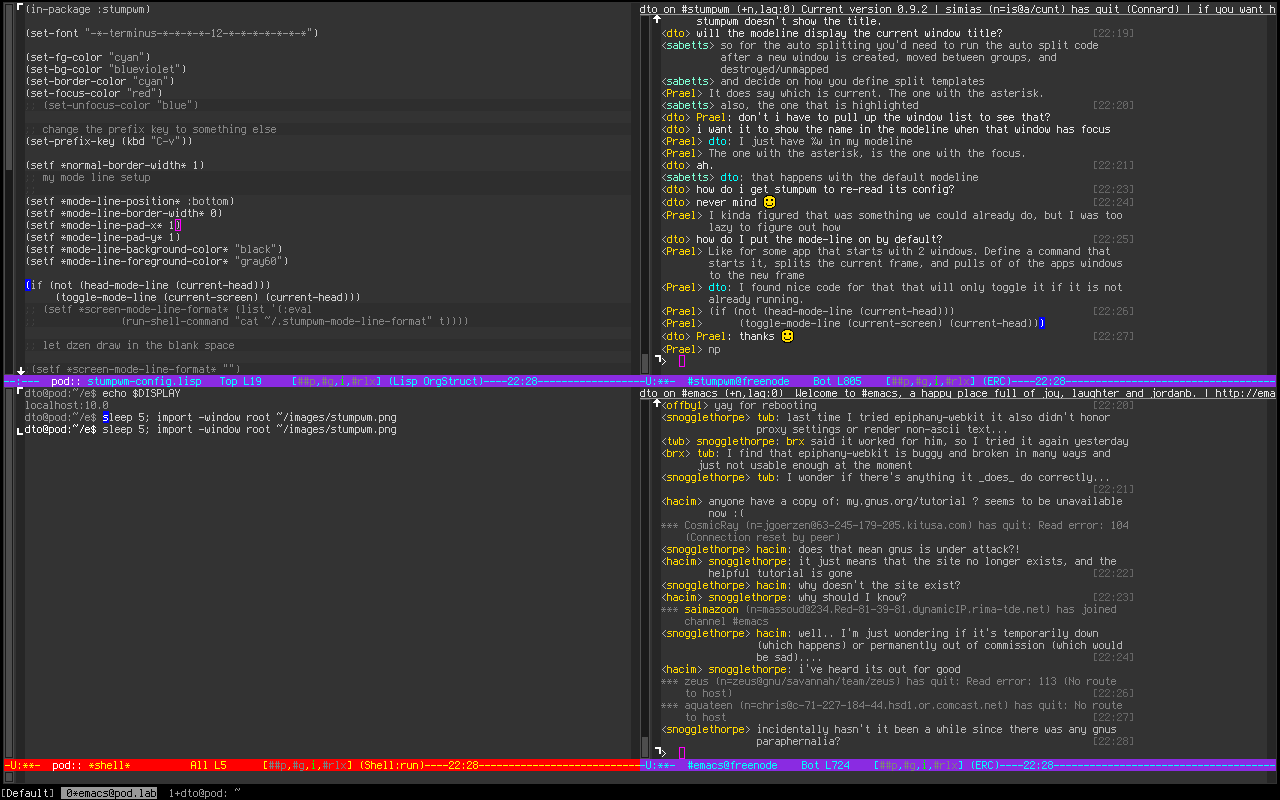 (in-package :stumpwm)
(set-font "-*-terminus-*-*-*-*-12-*-*-*-*-*-*-*")
(set-fg-color "cyan")
(set-bg-color "blueviolet")
(set-border-color "cyan")
(set-focus-color "red")
;; (set-unfocus-color "blue")
;; change the prefix key to something else
(set-prefix-key (kbd "C-v"))
(setf *normal-border-width* 1)
;; my mode line setup
;;
(setf *mode-line-position* :bottom)
(setf *mode-line-border-width* 0)
(setf *mode-line-pad-x* 1)
(setf *mode-line-pad-y* 1)
(setf *mode-line-background-color* "black")
(setf *mode-line-foreground-color* "gray60")
(if (not (head-mode-line (current-head)))
(toggle-mode-line (current-screen) (current-head)))
;; (setf *screen-mode-line-format* (list '(:eval
;; (run-shell-command "cat ~/.stumpwm-mode-line-format" t))))
;; let dzen draw in the blank space
;; (setf *screen-mode-line-format* "")
--:--- pod:: stumpwm-config.lisp Top L19 [##p,#g,i,#rlx] (Lisp OrgStruct)----22:28
dto@pod:~/e$ echo $DISPLAY
localhost:10.0
dto@pod:~/e$ sleep 5; import -window root ~/images/stumpwm.png
dto@pod:~/e$ sleep 5; import -window root ~/images/stumpwm.png
-U:**- pod:: *shell* All L5 [##p,#g,i,#rlx] (Shell:run)----22:28
dto on #stumpwm (+n,lag:0) Current version 0.9.2 | simias (n=is@a/cunt) has quit (Connard) | if you want h
stumpwm doesn't show the title.
<dto> will the modeline display the current window title? [22:19]
<sabetts> so for the auto splitting you'd need to run the auto split code
after a new window is created, moved between groups, and
destroyed/unmapped
<sabetts> and decide on how you define split templates
<Prael> It does say which is current. The one with the asterisk.
<sabetts> also, the one that is highlighted [22:20]
<dto> Prael: don't i have to pull up the window list to see that?
<dto> i want it to show the name in the modeline when that window has focus
<Prael> dto: I just have %w in my modeline
<Prael> The one with the asterisk, is the one with the focus.
<dto> ah. [22:21]
<sabetts> dto: that happens with the default modeline
<dto> how do i get stumpwm to re-read its config? [22:23]
<dto> never mind [22:24]
<Prael> I kinda figured that was something we could already do, but I was too
lazy to figure out how
<dto> how do I put the mode-line on by default? [22:25]
<Prael> Like for some app that starts with 2 windows. Define a command that
starts it, splits the current frame, and pulls of of the apps windows
to the new frame
<Prael> dto: I found nice code for that that will only toggle it if it is not
already running.
<Prael> (if (not (head-mode-line (current-head))) [22:26]
<Prael> (toggle-mode-line (current-screen) (current-head)))
<dto> Prael: thanks [22:27]
<Prael> np
>
-U:**- #stumpwm@freenode Bot L805 [##p,#g,i,#rlx] (ERC)----22:28
dto on #emacs (+n,lag:0) Welcome to #emacs, a happy place full of joy, laughter and jordanb. | http://ema
<offby1> yay for rebooting [22:20]
<snogglethorpe> twb: last time I tried epiphany-webkit it also didn't honor
proxy settings or render non-ascii text...
<twb> snogglethorpe: brx said it worked for him, so I tried it again yesterday
<brx> twb: I find that epiphany-webkit is buggy and broken in many ways and
just not usable enough at the moment
<snogglethorpe> twb: I wonder if there's anything it _does_ do correctly...
[22:21]
<hacim> anyone have a copy of: my.gnus.org/tutorial ? seems to be unavailable
now :(
*** CosmicRay (n=jgoerzen@63-245-179-205.kitusa.com) has quit: Read error: 104
(Connection reset by peer)
<snogglethorpe> hacim: does that mean gnus is under attack?!
<hacim> snogglethorpe: it just means that the site no longer exists, and the
helpful tutorial is gone [22:22]
<snogglethorpe> hacim: why doesn't the site exist?
<hacim> snogglethorpe: why should I know? [22:23]
*** saimazoon (n=massoud@234.Red-81-39-81.dynamicIP.rima-tde.net) has joined
channel #emacs
<snogglethorpe> hacim: well.. I'm just wondering if it's temporarily down
(which happens) or permanently out of commission (which would
be sad).... [22:24]
<hacim> snogglethorpe: i've heard its out for good
*** zeus (n=zeus@gnu/savannah/team/zeus) has quit: Read error: 113 (No route
to host) [22:26]
*** aquateen (n=chris@c-71-227-184-44.hsd1.or.comcast.net) has quit: No route
to host [22:27]
<snogglethorpe> incidentally hasn't it been a while since there was any gnus
paraphernalia? [22:28]
>
-U:**- #emacs@freenode Bot L724 [##p,#g,i,#rlx] (ERC)----22:28
[Default] 0*emacs@pod.lab 1+dto@pod: ~